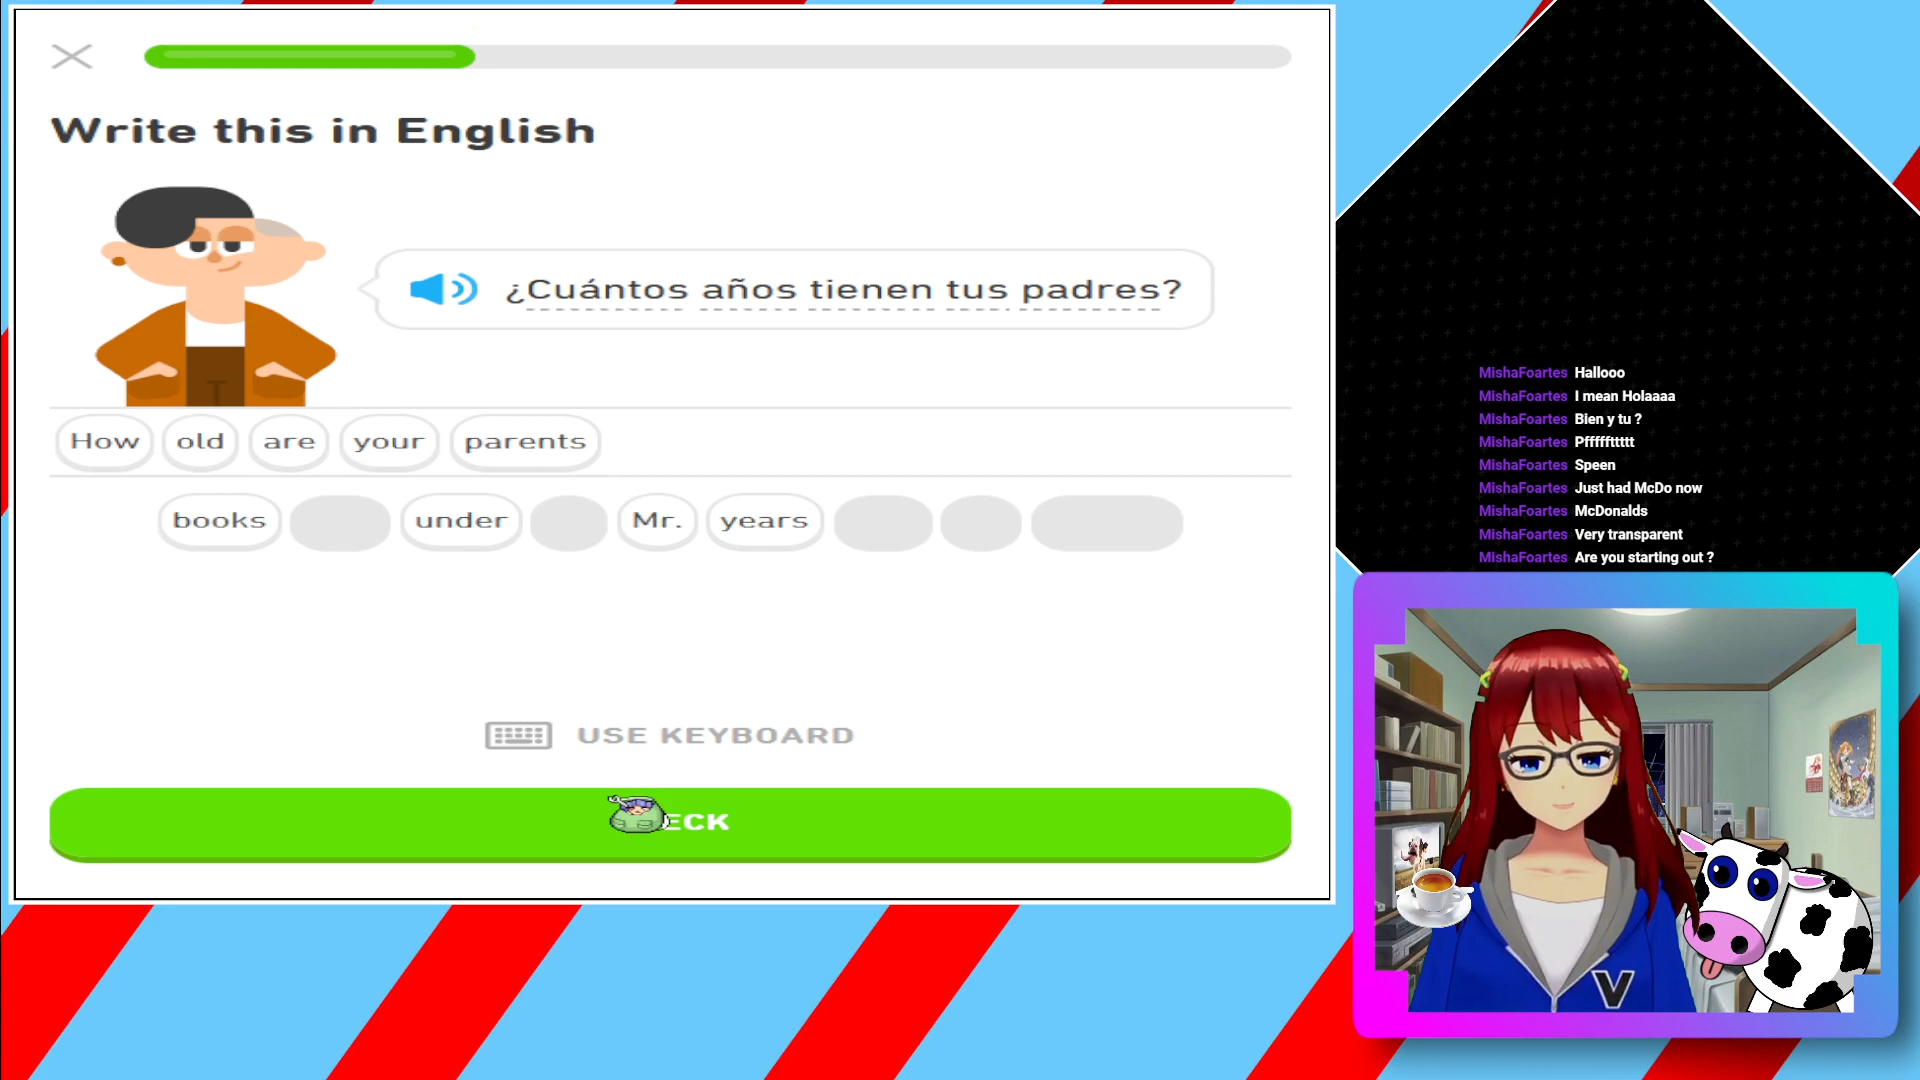 Write this in English
¿Cuántos años tienen tus padres?
How old are your parents
books under Mr. years
USE KEYBOARD
ECK
MishaFoartes Hallooo
MishaFoartes I mean Holaaaa
MishaFoartes Bien y tu ?
MishaFoartes Pffffffttttt
MishaFoartes Speen
MishaFoartes Just had McDo now
MishaFoartes McDonalds
MishaFoartes Very transparent
MishaFoartes Are you starting out ?
V